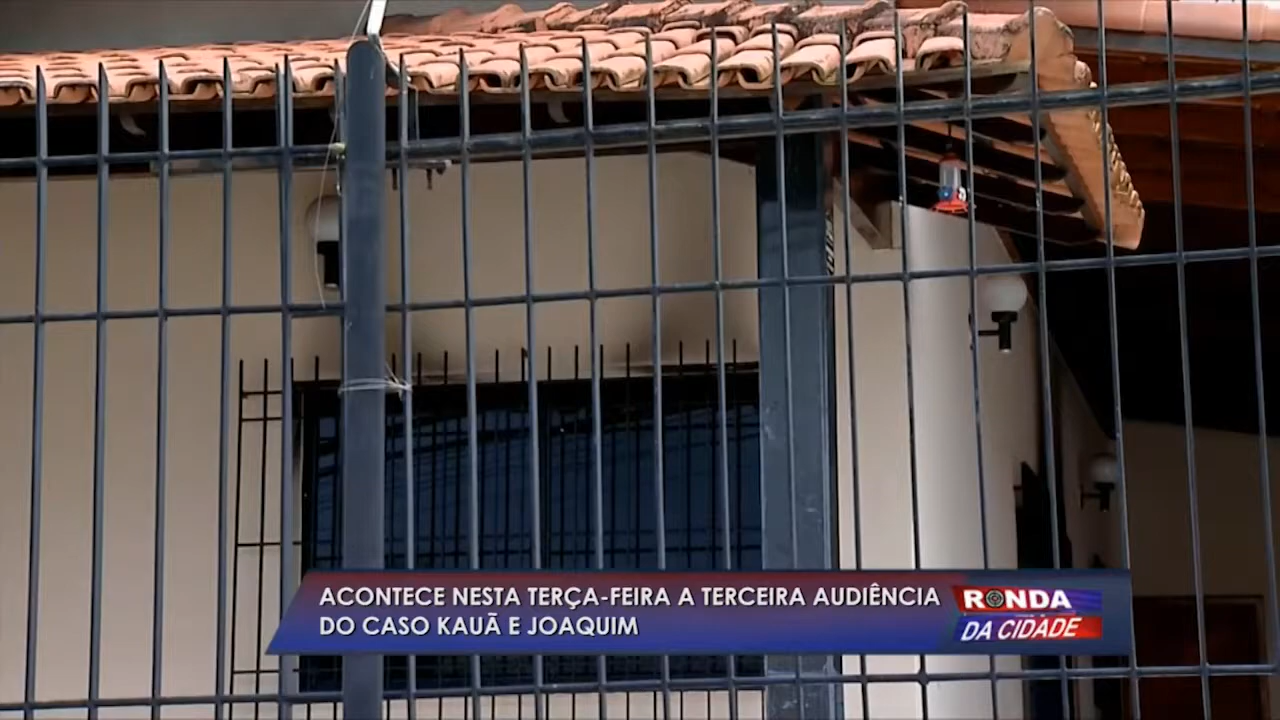 ACONTECE NESTA TERÇA-FEIRA A TERCEIRA AUDIÊNCIA
DO CASO KAUÃ E JOAQUIM
RONDA
DA CIDADE